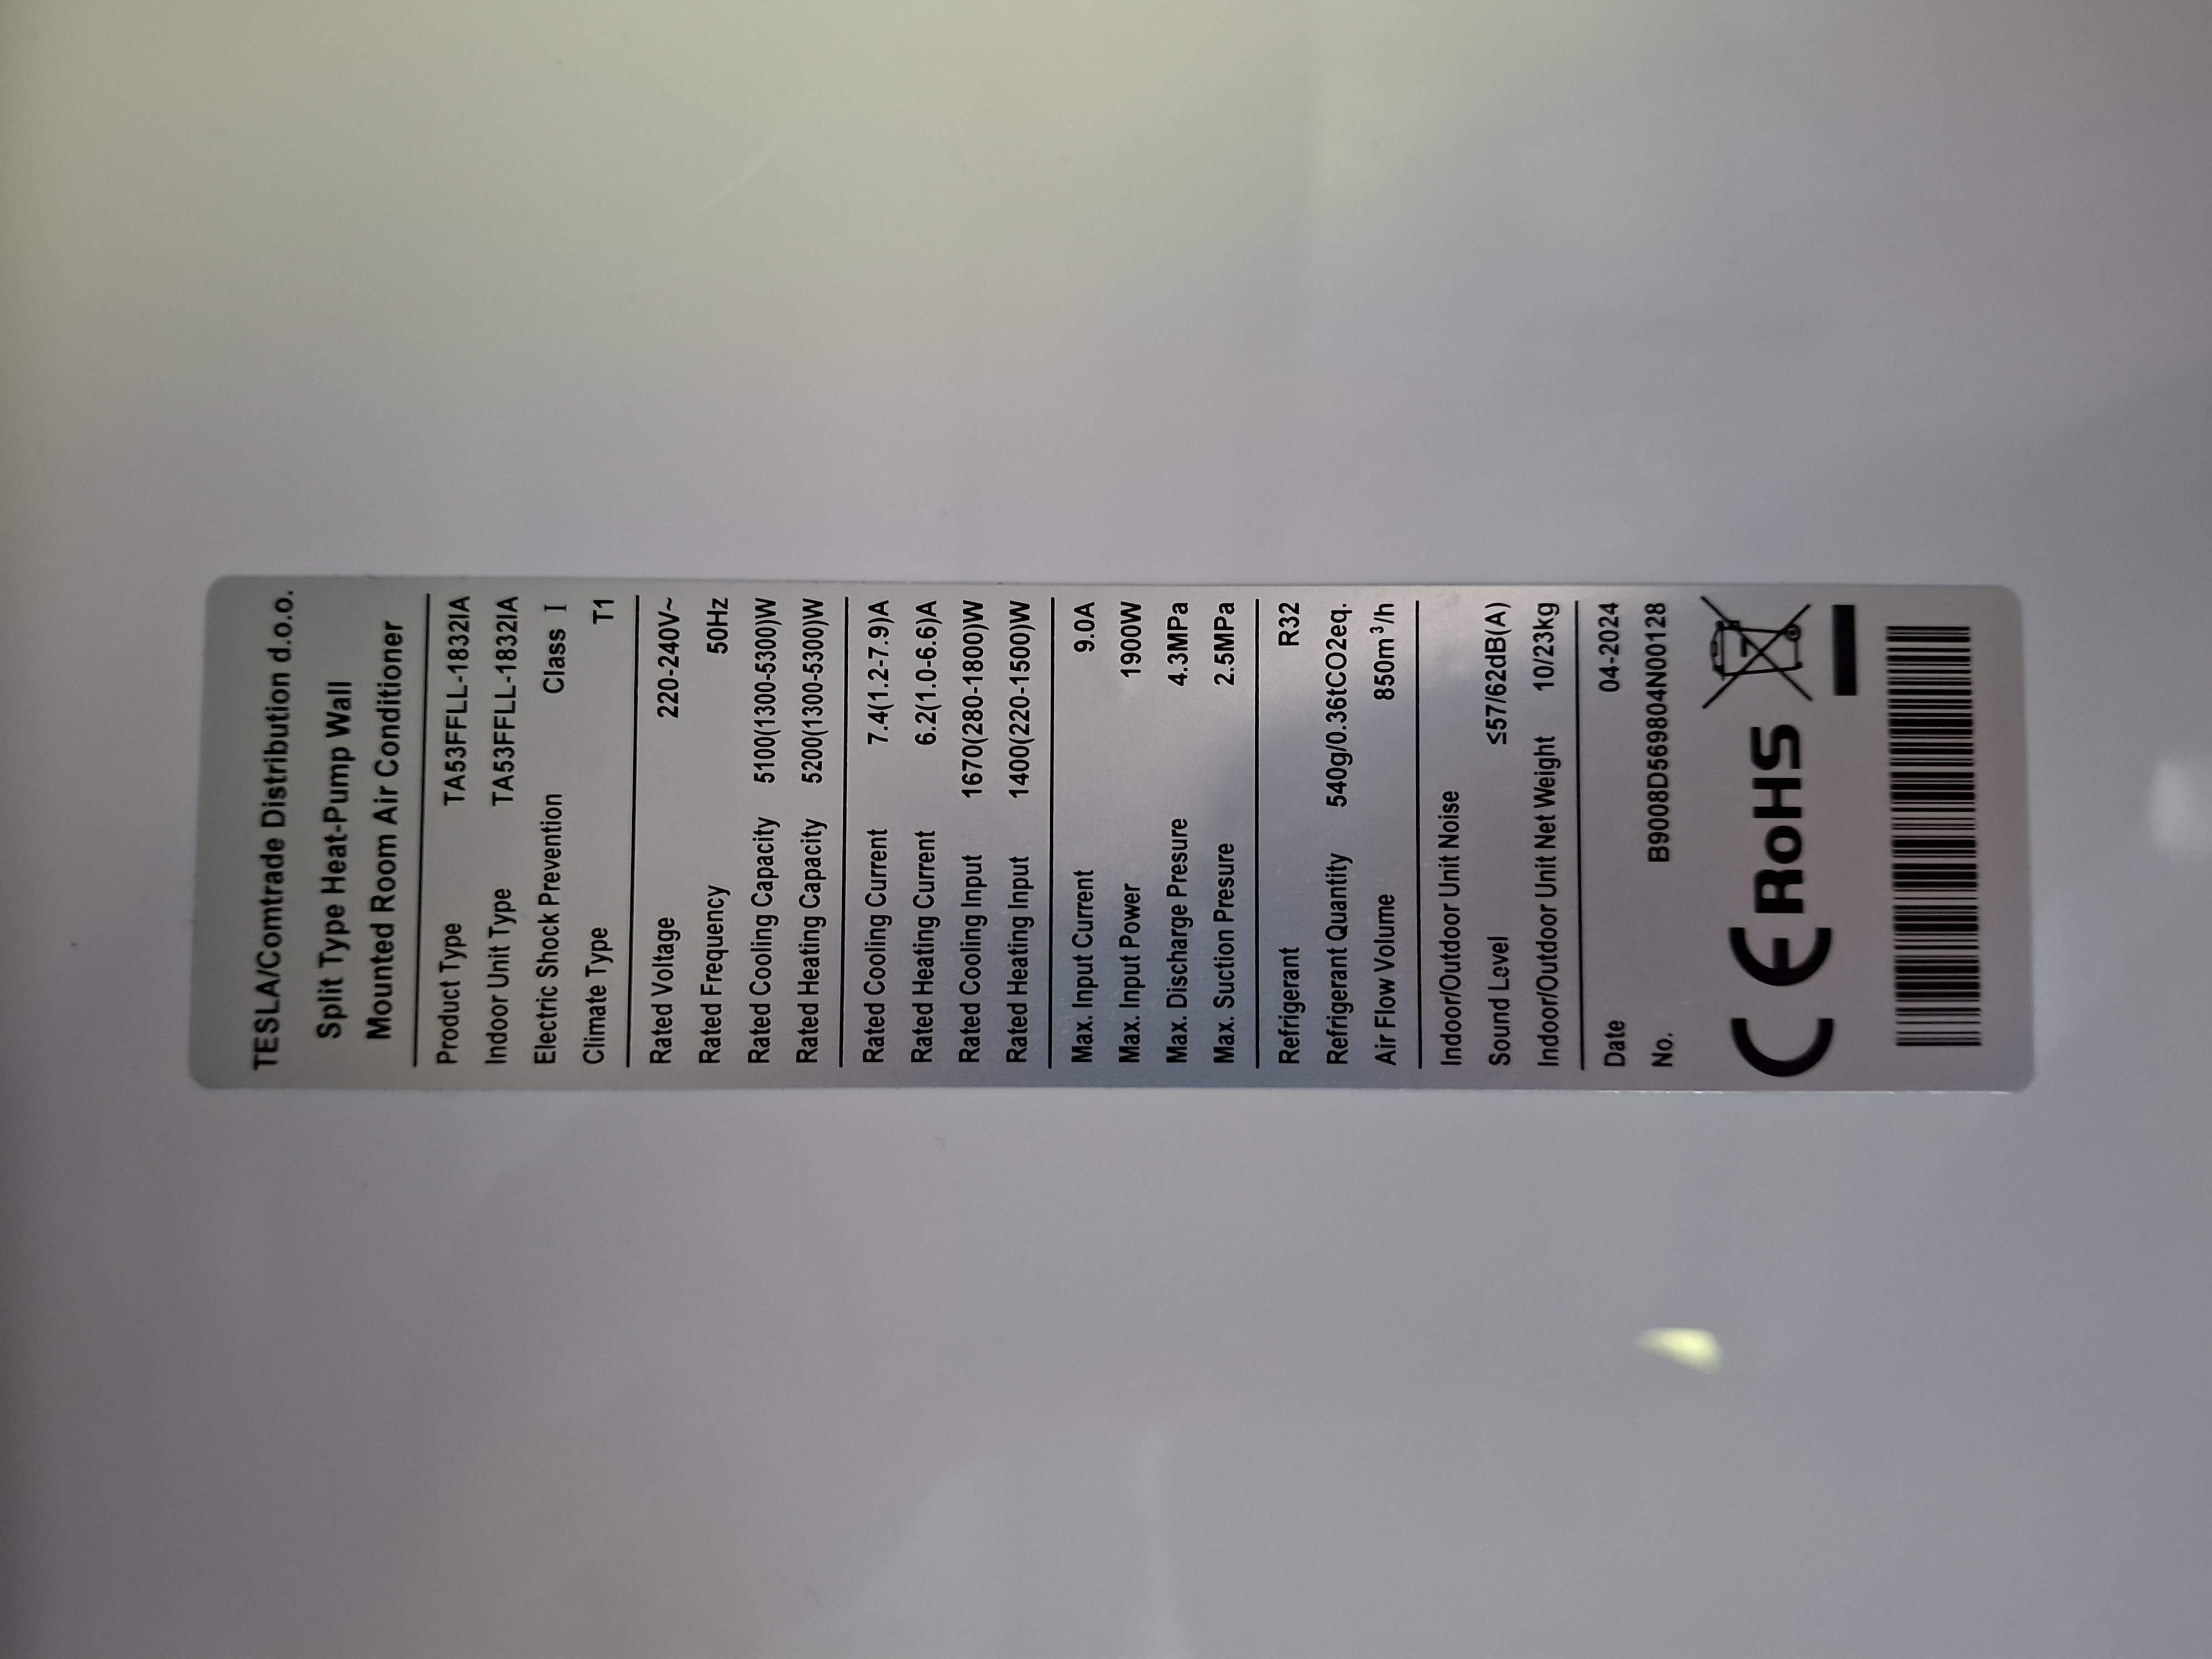 TESLA/Comtrade Distribution d.o.o.
Split Type Heat-Pump Wall
Mounted Room Air Conditioner
Product Type TA53FFLL-1832IA
Indoor Unit Type TA53FFLL-1832IA
Electric Shock Prevention Class I
Climate Type T1
Rated Voltage 220-240V~
Rated Frequency 50Hz
Rated Cooling Capacity 5100(1300-5300)W
Rated Heating Capacity 5200(1300-5300)W
Rated Cooling Current 7.4(1.2-7.9)A
Rated Heating Current 6.2(1.0-6.6)A
Rated Cooling Input 1670(280-1800)W
Rated Heating Input 1400(220-1500)W
Max. Input Current 9.0A
Max. Input Power 1900W
Max. Discharge Presure 4.3MPa
Max. Suction Presure 2.5MPa
Refrigerant R32
Refrigerant Quantity 540g/0.36tCO2eq.
Air Flow Volume 850m³/h
Indoor/Outdoor Unit Noise
Sound Level ≤57/62dB(A)
Indoor/Outdoor Unit Net Weight 10/23kg
Date 04-2024
No. B9008D569804N00128
CE RoHS